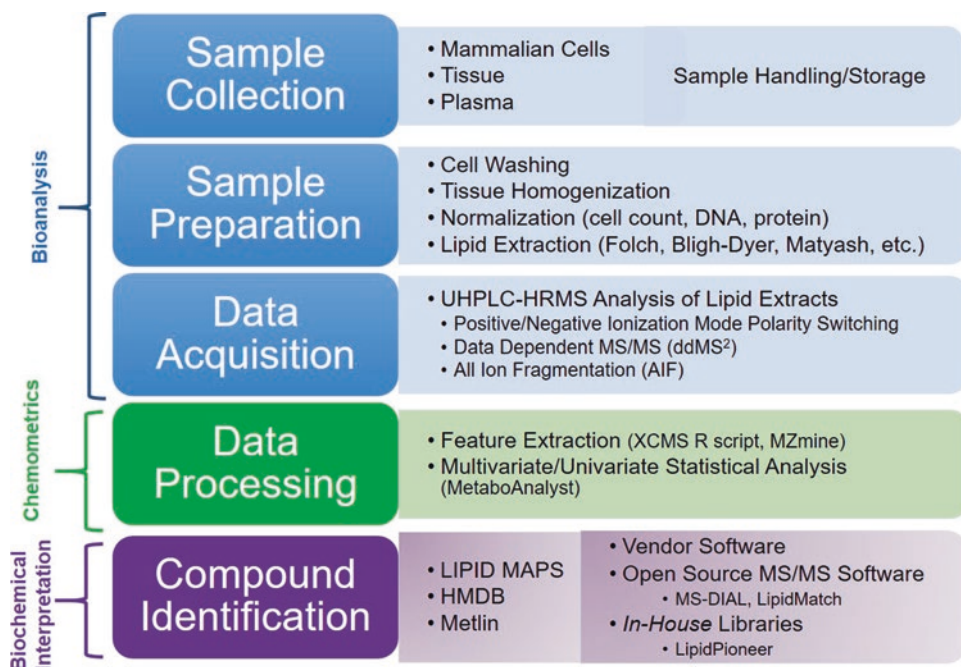 Bioanalysis
Sample
Collection
• Mammalian Cells
• Tissue
• Plasma
Sample Handling/Storage
Sample
Preparation
• Cell Washing
• Tissue Homogenization
• Normalization (cell count, DNA, protein)
• Lipid Extraction (Folch, Bligh-Dyer, Matyash, etc.)
Data
Acquisition
• UHPLC-HRMS Analysis of Lipid Extracts
• Positive/Negative Ionization Mode Polarity Switching
• Data Dependent MS/MS (ddMS²)
• All Ion Fragmentation (AIF)
Chemometrics
Data
Processing
• Feature Extraction (XCMS R script, MZmine)
• Multivariate/Univariate Statistical Analysis
(MetaboAnalyst)
Biochemical
Interpretation
Compound
Identification
• LIPID MAPS
• HMDB
• Metlin
• Vendor Software
• Open Source MS/MS Software
• MS-DIAL, LipidMatch
• In-House Libraries
• LipidPioneer